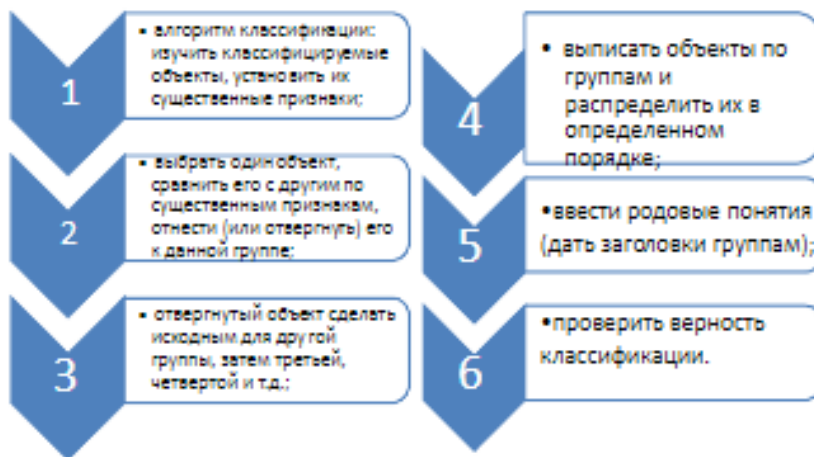 1
• алгоритм классификации:
изучить классифицируемые
объекты, установить их
существенные признаки;
2
• выбрать один объект,
сравнить его с другим по
существенным признакам,
отнести (или отвергнуть) его
к данной группе;
3
• отвергнутый объект сделать
исходным для другой
группы, затем третьей,
четвертой и т.д.;
4
• выписать объекты по
группам и
распределить их в
определенном
порядке;
5
•ввести родовые понятия
(дать заголовки группам);
6
•проверить верность
классификации.